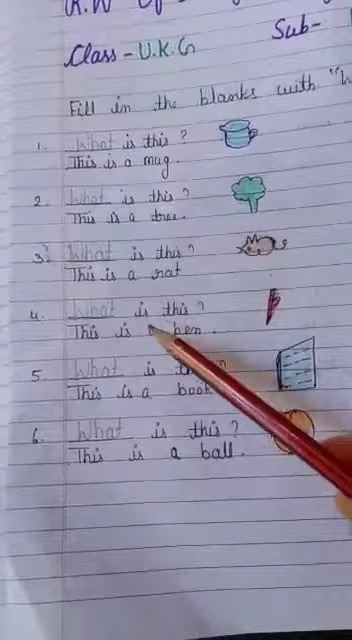 Class - U.K.G
Sub-
Fill in the blanks with
1. What is this?
This is a mug.
2. What is this?
This is a tree.
3. What is this?
This is a rat
4. What is this?
This is pen.
5. What is
This is a book
6. What is this?
This is a ball.